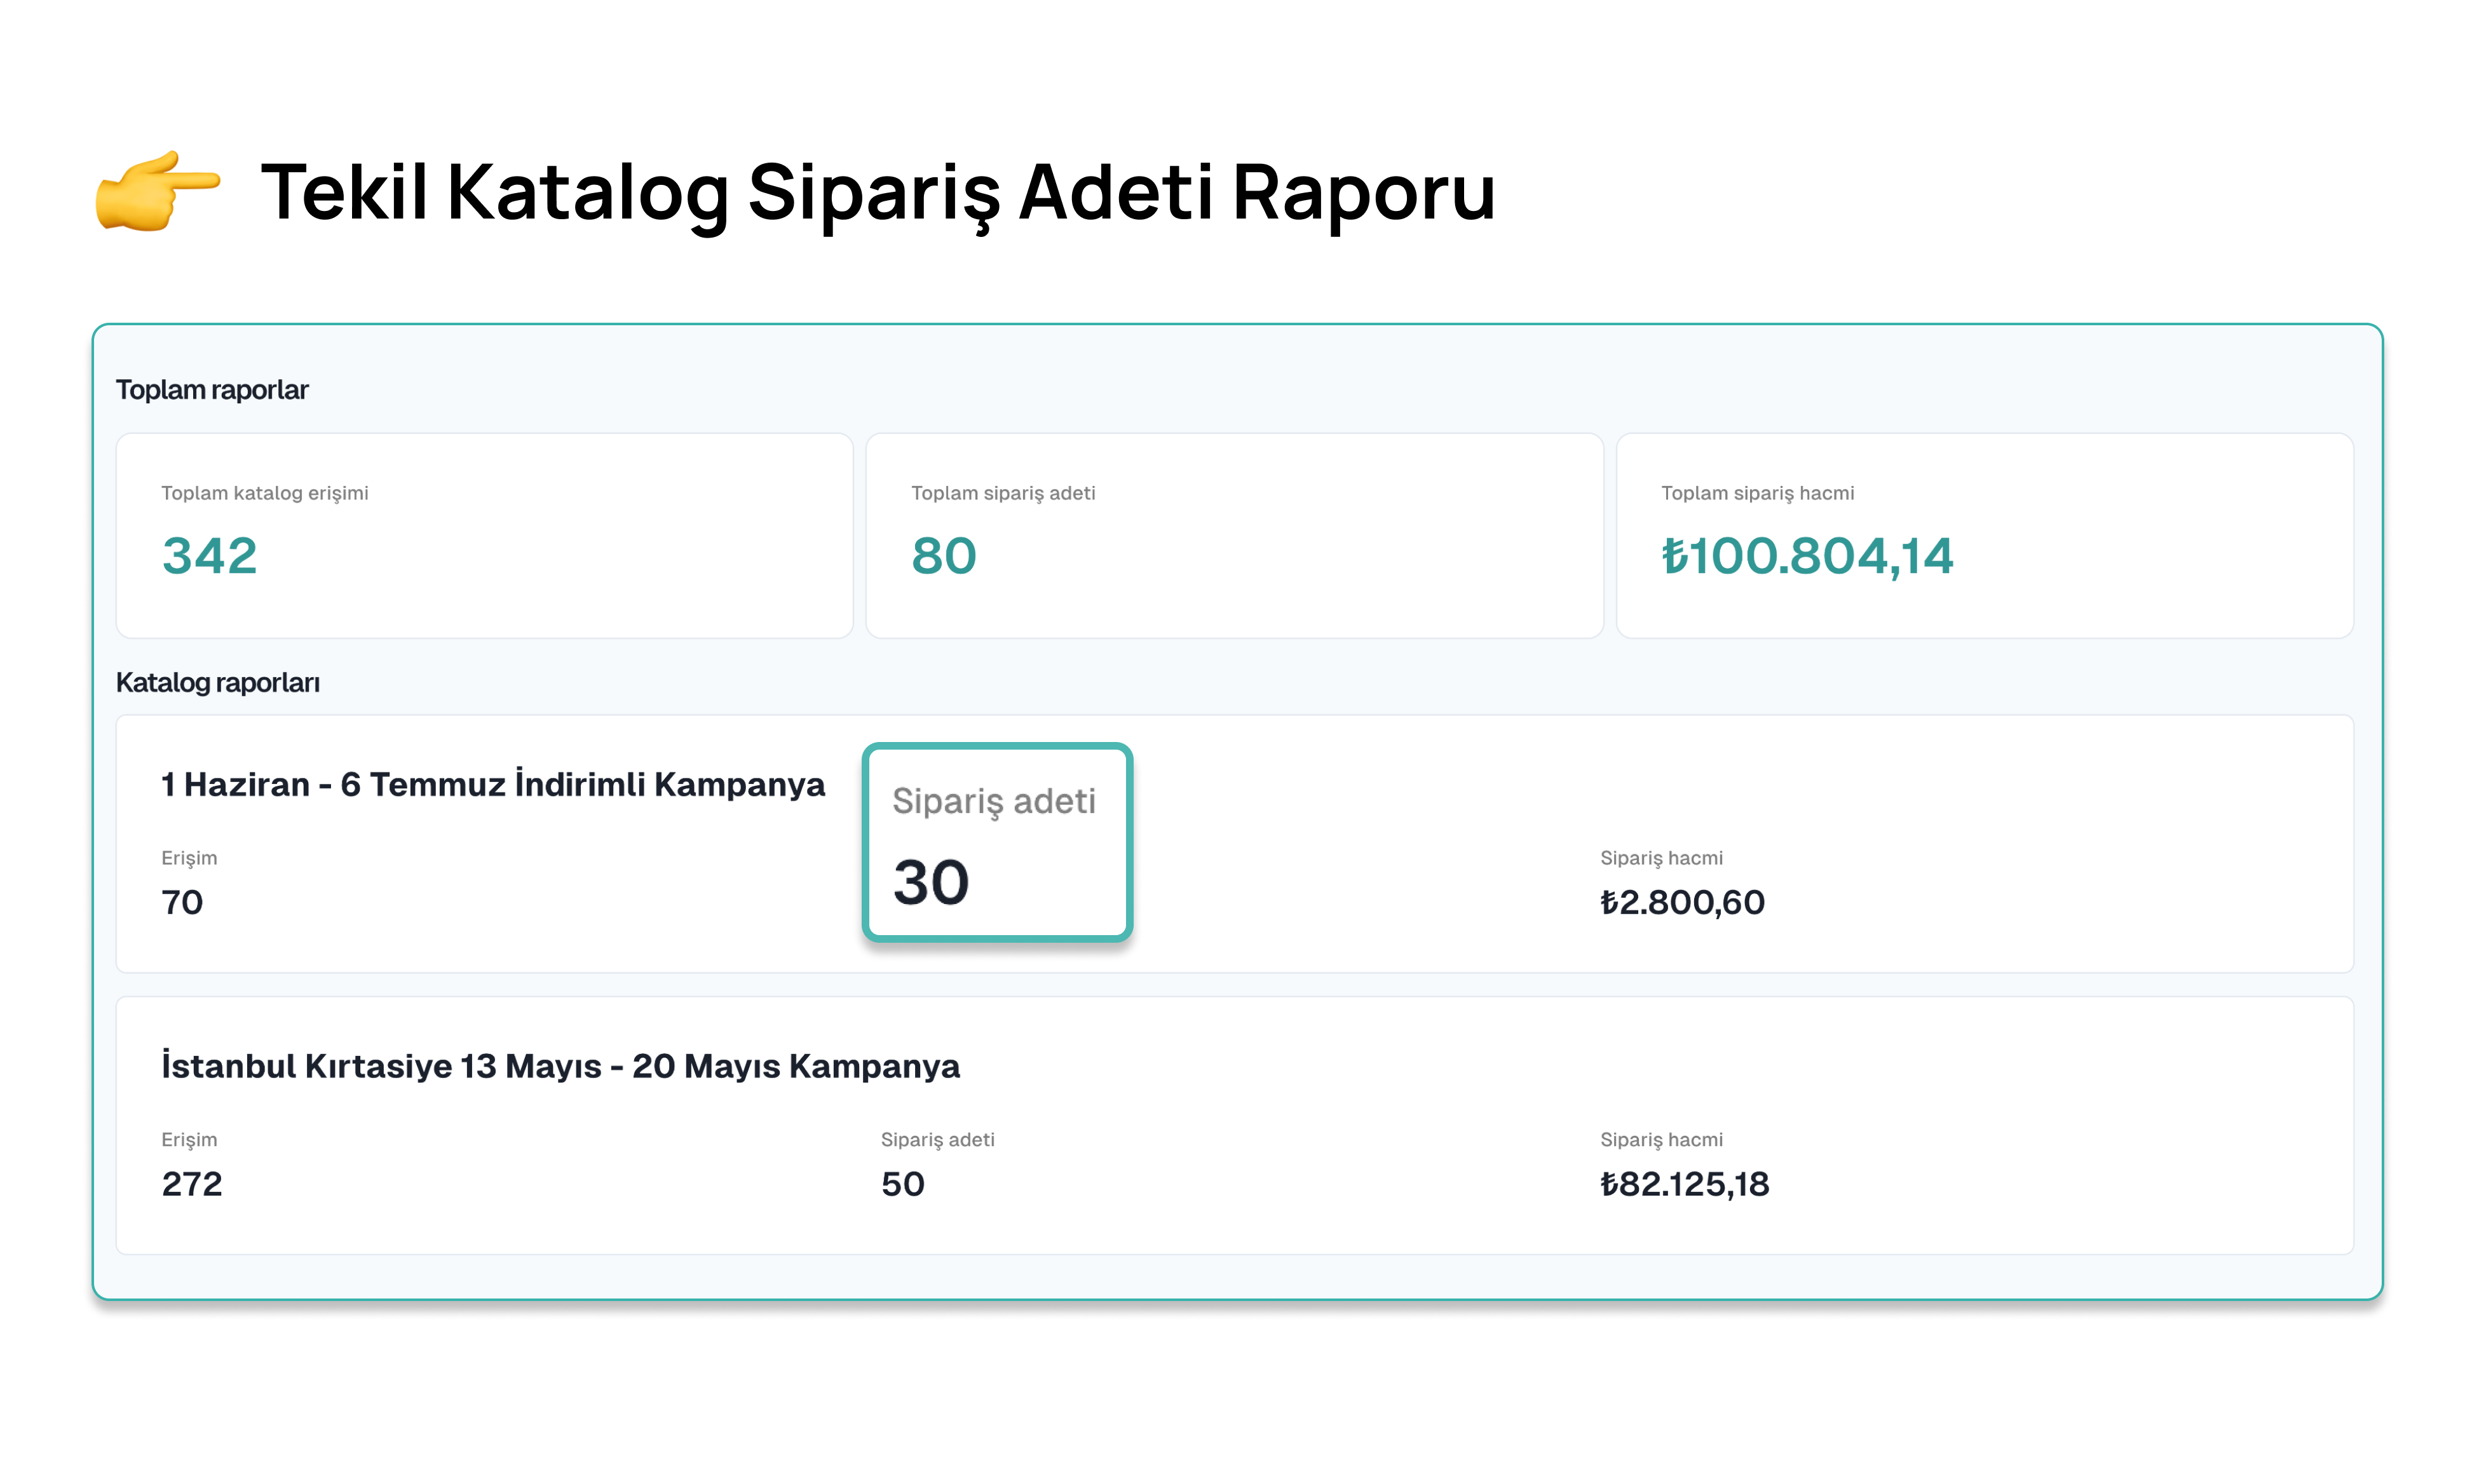 Tekil Katalog Sipariş Adeti Raporu
Toplam raporlar
Toplam katalog erişimi
342
Toplam sipariş adeti
80
Toplam sipariş hacmi
₺100.804,14
Katalog raporları
1 Haziran - 6 Temmuz İndirimli Kampanya
Erişim
70
Sipariş adeti
30
Sipariş hacmi
₺2.800,60
İstanbul Kırtasiye 13 Mayıs - 20 Mayıs Kampanya
Erişim
272
Sipariş adeti
50
Sipariş hacmi
₺82.125,18